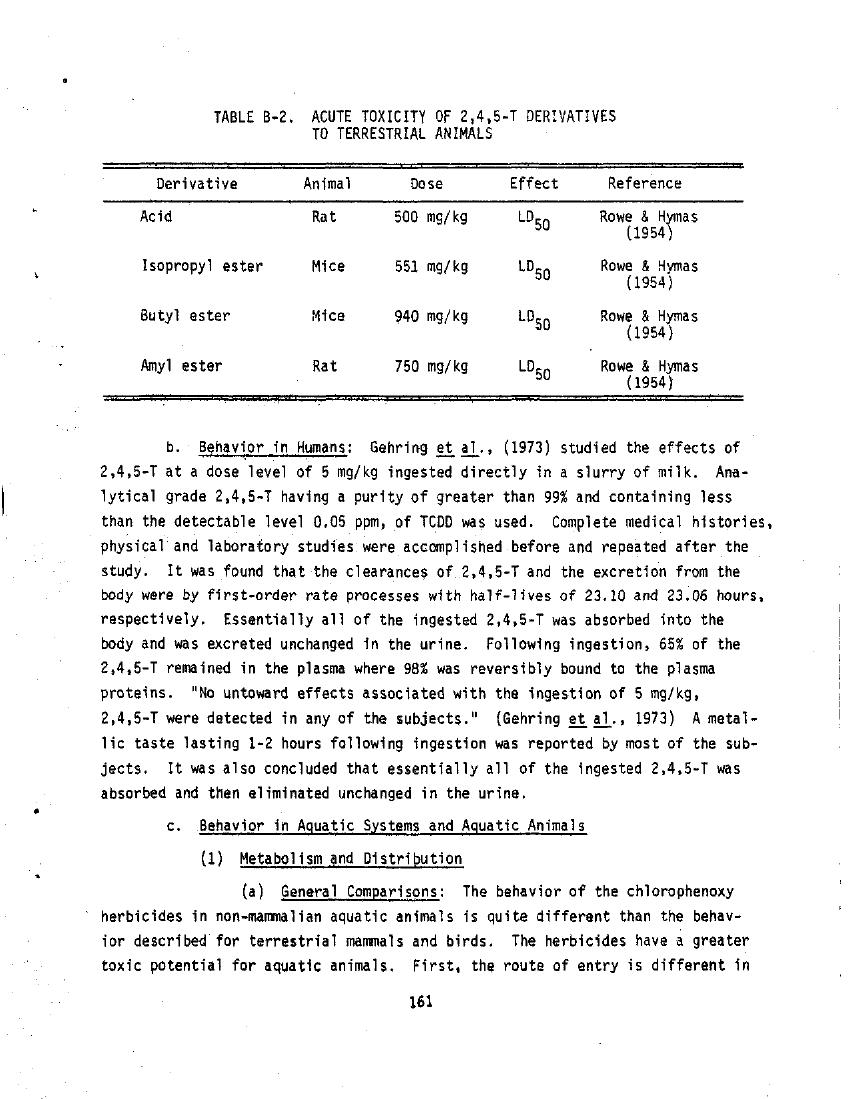 TABLE B-2. ACUTE TOXICITY OF 2,4,5-T DERIVATIVES
TO TERRESTRIAL ANIMALS
Derivative Animal Dose Effect Reference
Acid Rat 500 mg/kg LD50 Rowe & Hymas
(1954)
Isopropyl ester Mice 551 mg/kg LD50 Rowe & Hymas
(1954)
Butyl ester Mice 940 mg/kg LD50 Rowe & Hymas
(1954)
Amyl ester Rat 750 mg/kg LD50 Rowe & Hymas
(1954)
b. Behavior in Humans: Gehring et al., (1973) studied the effects of
2,4,5-T at a dose level of 5 mg/kg ingested directly in a slurry of milk. Ana-
lytical grade 2,4,5-T having a purity of greater than 99% and containing less
than the detectable level 0.05 ppm, of TCDD was used. Complete medical histories,
physical and laboratory studies were accomplished before and repeated after the
study. It was found that the clearances of 2,4,5-T and the excretion from the
body were by first-order rate processes with half-lives of 23.10 and 23.06 hours,
respectively. Essentially all of the ingested 2,4,5-T was absorbed into the
body and was excreted unchanged in the urine. Following ingestion, 65% of the
2,4,5-T remained in the plasma where 98% was reversibly bound to the plasma
proteins. "No untoward effects associated with the ingestion of 5 mg/kg,
2,4,5-T were detected in any of the subjects." (Gehring et al., 1973) A metal-
lic taste lasting 1-2 hours following ingestion was reported by most of the sub-
jects. It was also concluded that essentially all of the ingested 2,4,5-T was
absorbed and then eliminated unchanged in the urine.
c. Behavior in Aquatic Systems and Aquatic Animals
(1) Metabolism and Distribution
(a) General Comparisons: The behavior of the chlorophenoxy
herbicides in non-mammalian aquatic animals is quite different than the behav-
ior described for terrestrial mammals and birds. The herbicides have a greater
toxic potential for aquatic animals. First, the route of entry is different in
161